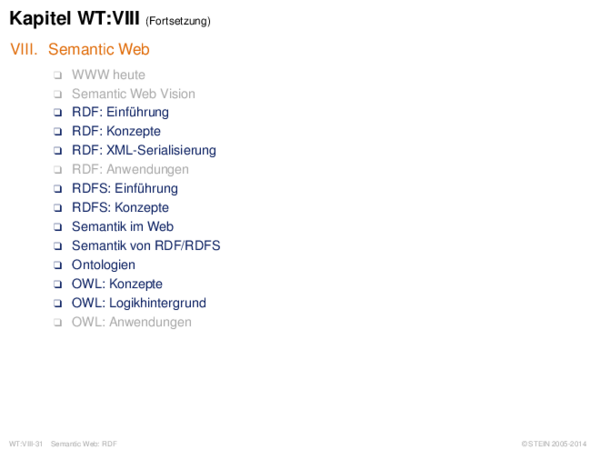 Kapitel WT:VIII (Fortsetzung)
VIII. Semantic Web
❑ WWW heute
❑ Semantic Web Vision
❑ RDF: Einführung
❑ RDF: Konzepte
❑ RDF: XML-Serialisierung
❑ RDF: Anwendungen
❑ RDFS: Einführung
❑ RDFS: Konzepte
❑ Semantik im Web
❑ Semantik von RDF/RDFS
❑ Ontologien
❑ OWL: Konzepte
❑ OWL: Logikhintergrund
❑ OWL: Anwendungen
WT:VIII-31 Semantic Web: RDF © STEIN 2005-2014